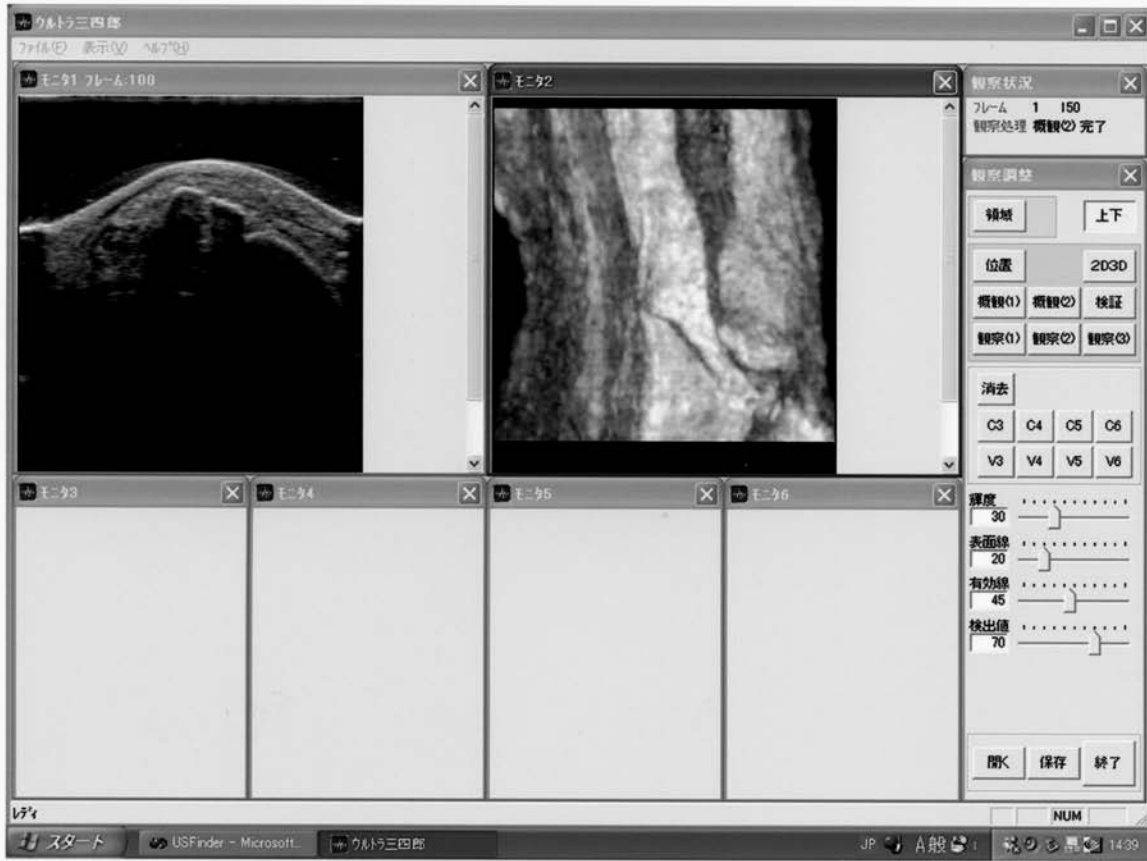 ウルトラ三四郎
ファイル(F) 表示(V) ヘルプ(H)
モニタ1 フレーム:100
モニタ2
観察状況
フレーム 1 150
観察処理 概観(2) 完了
観察調整
領域 上下
位置 2D3D
概観(1) 概観(2) 検証
観察(1) 観察(2) 観察(3)
消去
C3 C4 C5 C6
V3 V4 V5 V6
輝度
30
表面線
20
有効線
45
検出値
70
モニタ3
モニタ4
モニタ5
モニタ6
開く 保存 終了
レディ
NUM
スタート
USFinder - Microsoft...
ウルトラ三四郎
JP
A 般
14:39